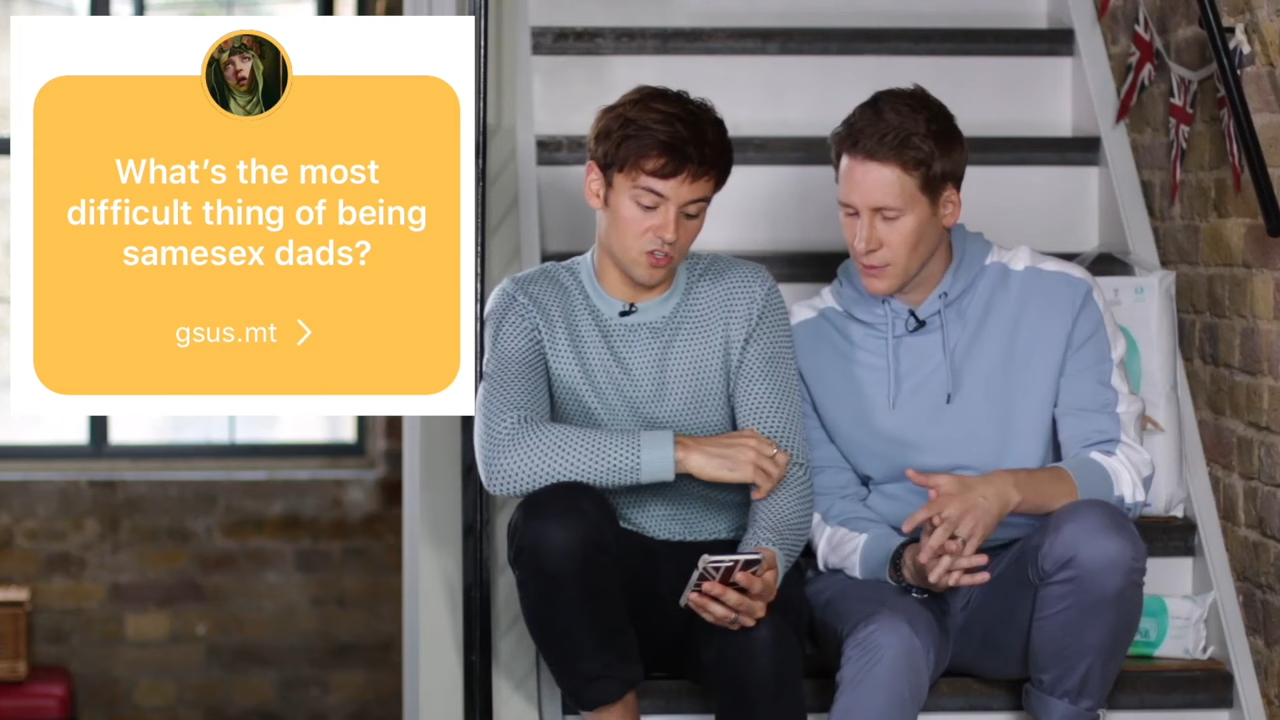 What’s the most
difficult thing of being
samesex dads?
gsus.mt